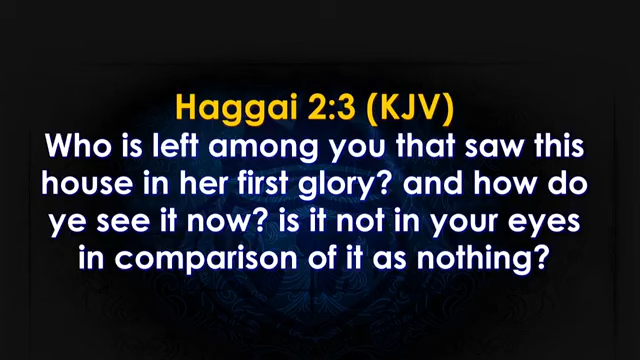 Haggai 2:3 (KJV)
Who is left among you that saw this
house in her first glory? and how do
ye see it now? is it not in your eyes
in comparison of it as nothing?